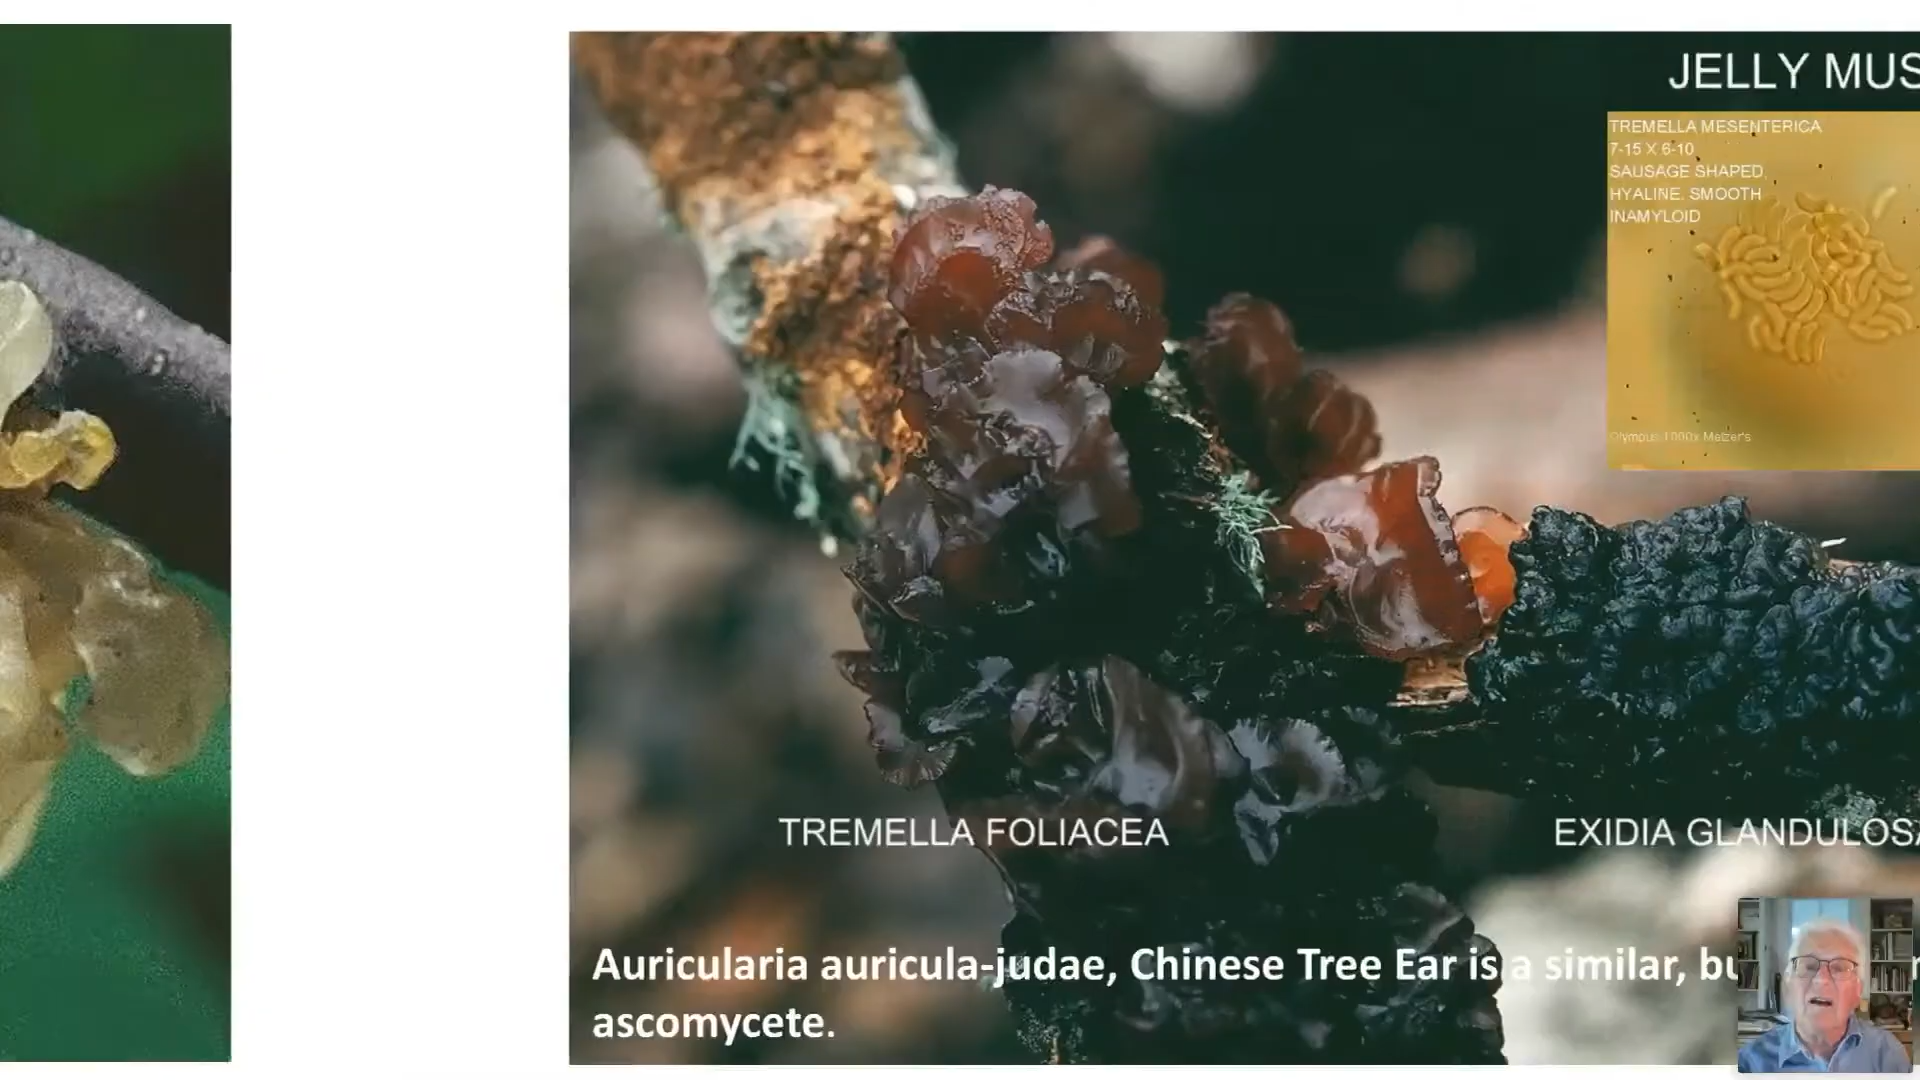 JELLY MUS
TREMELLA MESENTERICA
7-15 X 6-10
SAUSAGE SHAPED
HYALINE. SMOOTH
INAMYLOID
Olympus 1000x Melzer's
TREMELLA FOLIACEA
EXIDIA GLANDULOSA
Auricularia auricula-judae, Chinese Tree Ear is a similar, bu
ascomycete.